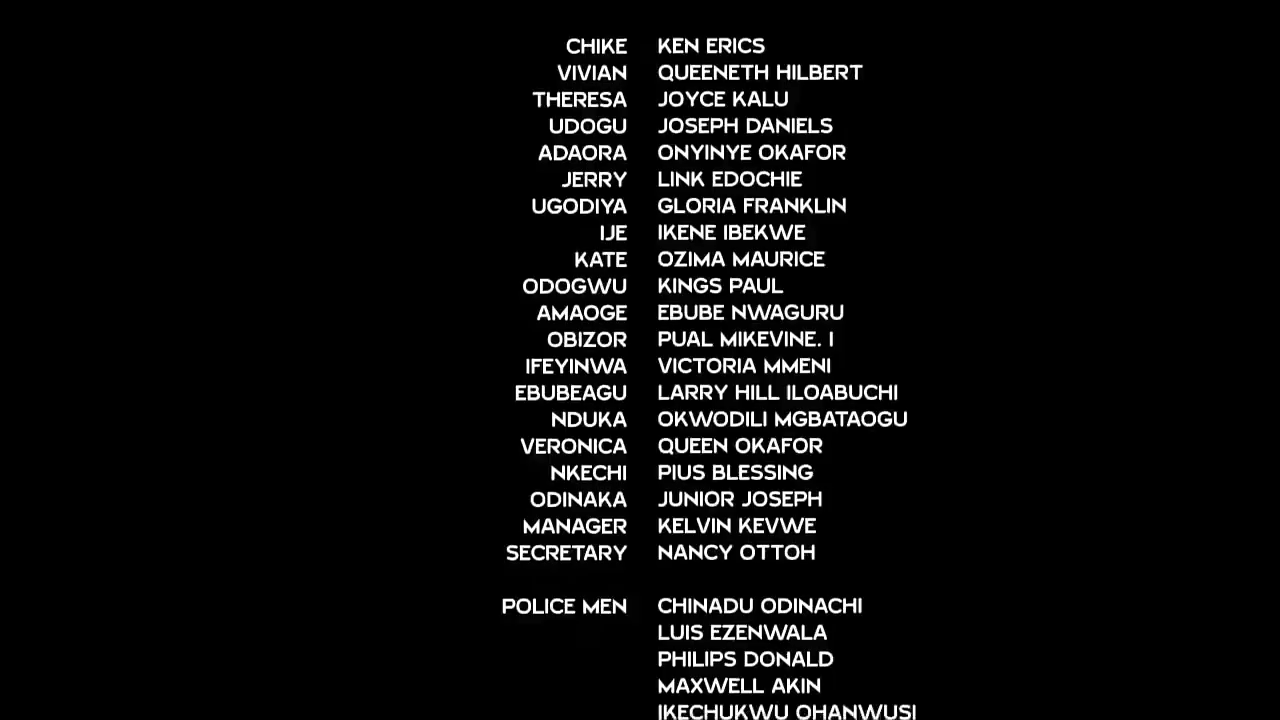 CHIKE KEN ERICS
VIVIAN QUEENETH HILBERT
THERESA JOYCE KALU
UDOGU JOSEPH DANIELS
ADAORA ONYINYE OKAFOR
JERRY LINK EDOCHIE
UGODIYA GLORIA FRANKLIN
IJE IKENE IBEKWE
KATE OZIMA MAURICE
ODOGWU KINGS PAUL
AMAOGE EBUBE NWAGURU
OBIZOR PUAL MIKEVINE. I
IFEYINWA VICTORIA MMENI
EBUBEAGU LARRY HILL ILOABUCHI
NDUKA OKWODILI MGBATAOGU
VERONICA QUEEN OKAFOR
NKECHI PIUS BLESSING
ODINAKA JUNIOR JOSEPH
MANAGER KELVIN KEVWE
SECRETARY NANCY OTTOH
POLICE MEN CHINADU ODINACHI
LUIS EZENWALA
PHILIPS DONALD
MAXWELL AKIN
IKECHUKWU OHANWUSI